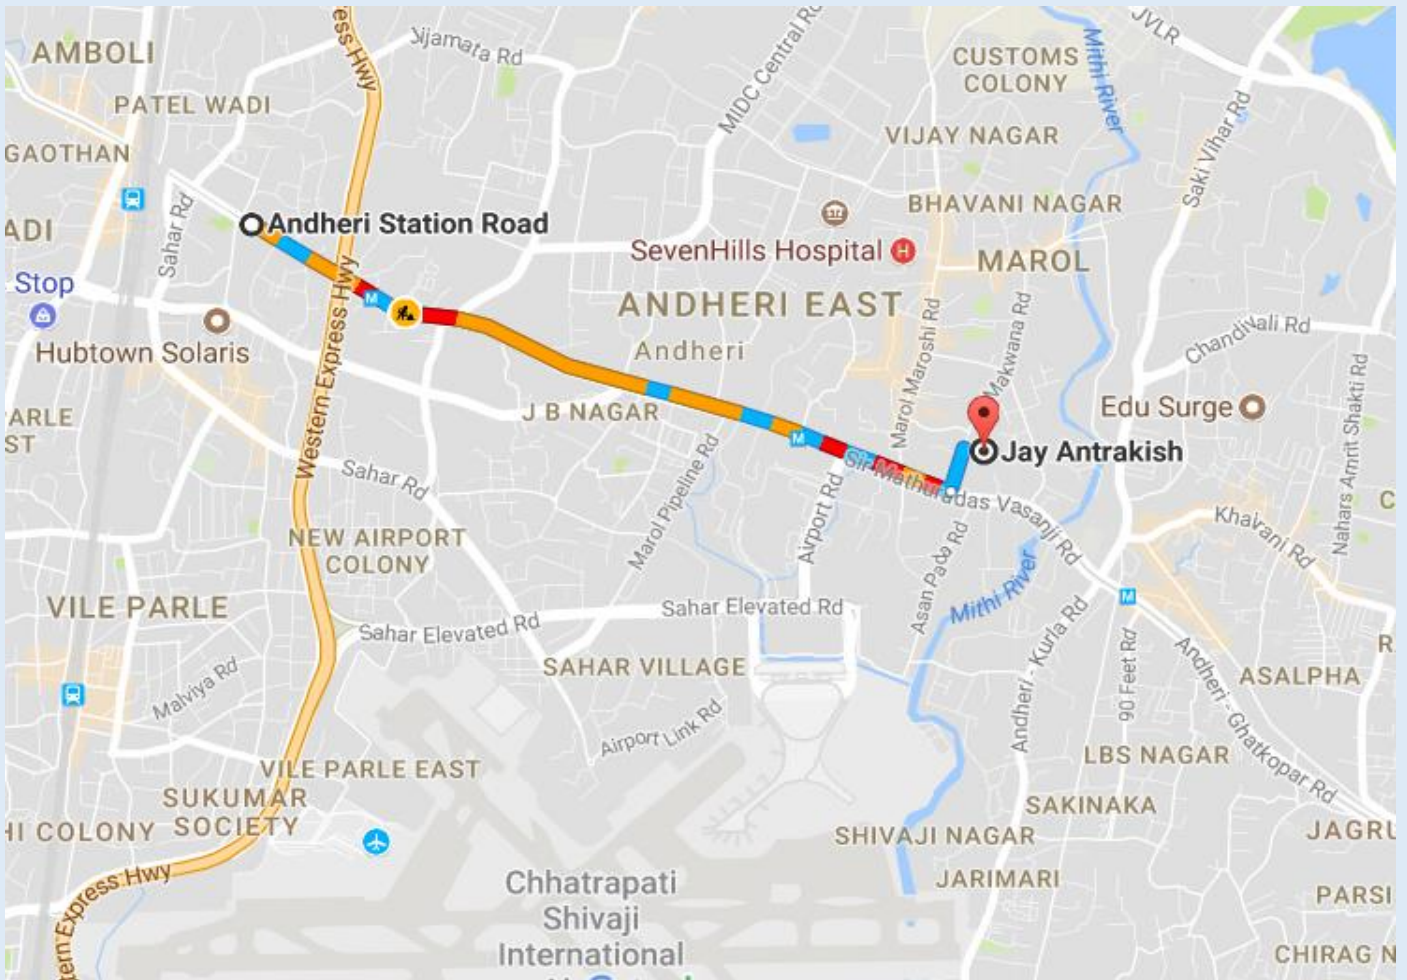 ress Hwy
Jijamata Rd
MIDC Central Rd
JVLR
AMBOLI
CUSTOMS
COLONY
Mithi River
PATEL WADI
VIJAY NAGAR
Saki Vihar Rd
GAOTHAN
BHAVANI NAGAR
ADI
Sahar Rd
Andheri Station Road
SevenHills Hospital
H
MAROL
Stop
M
ANDHERI EAST
Marol Maroshi Rd
Makwana Rd
Chandivali Rd
Hubtown Solaris
Andheri
Western Express Hwy
Nahars Amrit Shakti Rd
ARLE
ST
J B NAGAR
M
Edu Surge
Jay Antrakish
Sahar Rd
Marol Pipeline Rd
Airport Rd
Sir Mathuradas Vasanji Rd
C
Khairani Rd
NEW AIRPORT
COLONY
Asan Pada Rd
Mithi River
M
VILE PARLE
Sahar Elevated Rd
Sahar Elevated Rd
Andheri - Kurla Rd
90 Feet Rd
Andheri - Ghatkopar Rd
R
SAHAR VILLAGE
ASALPHA
Malviya Rd
Airport Link Rd
VILE PARLE EAST
LBS NAGAR
SUKUMAR
SOCIETY
SAKINAKA
HI COLONY
SHIVAJI NAGAR
JAGRU
tern Express Hwy
Chhatrapati
Shivaji
International
JARIMARI
PARSI
CHIRAG N